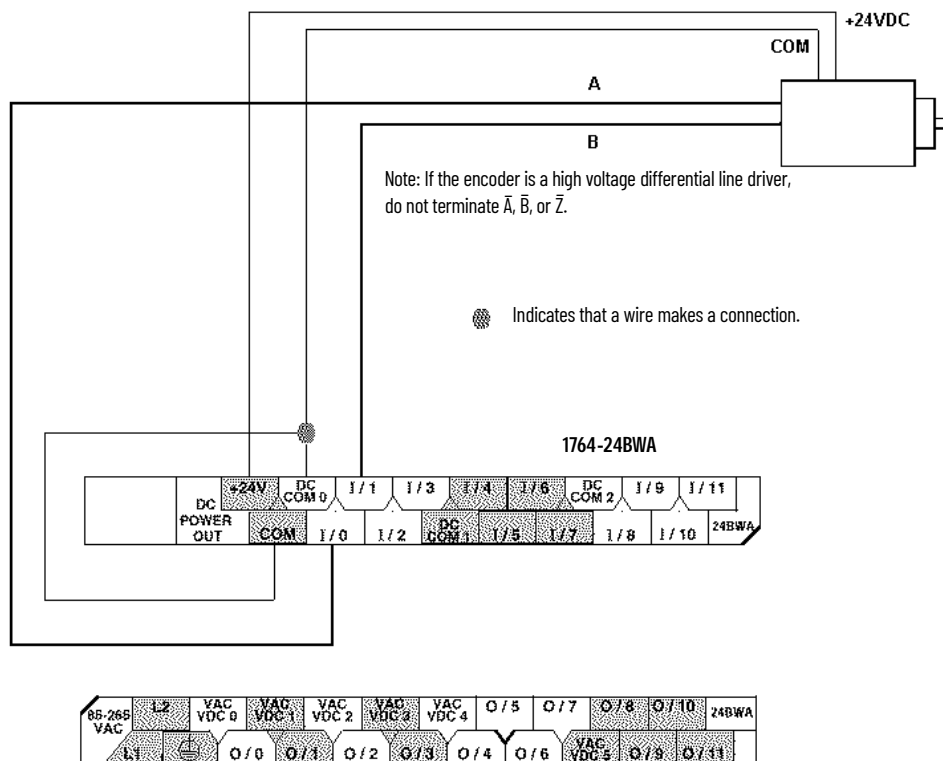 +24VDC
COM
A
B
Note: If the encoder is a high voltage differential line driver,
do not terminate A̅, B̅, or Z̅.
Indicates that a wire makes a connection.
1764-24BWA
+24V DC COM 0 I/1 I/3 I/4 I/6 DC COM 2 I/9 I/11
DC POWER OUT COM I/0 I/2 DC COM 1 I/5 I/7 I/8 I/10 24BWA
85-265 VAC L2 VAC VDC 0 VAC VDC 1 VAC VDC 2 VAC VDC 3 VAC VDC 4 O/5 O/7 O/8 O/10 24BWA
L1 O/0 O/1 O/2 O/3 O/4 O/6 VAC VDC 5 O/9 O/11